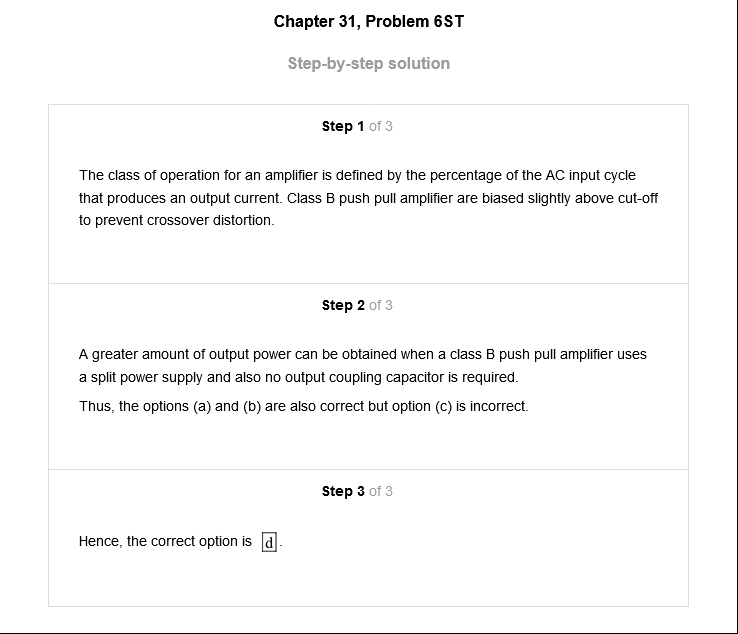 Chapter 31, Problem 6ST
Step-by-step solution
Step 1 of 3
The class of operation for an amplifier is defined by the percentage of the AC input cycle
that produces an output current. Class B push pull amplifier are biased slightly above cut-off
to prevent crossover distortion.
Step 2 of 3
A greater amount of output power can be obtained when a class B push pull amplifier uses
a split power supply and also no output coupling capacitor is required.
Thus, the options (a) and (b) are also correct but option (c) is incorrect.
Step 3 of 3
Hence, the correct option is d.